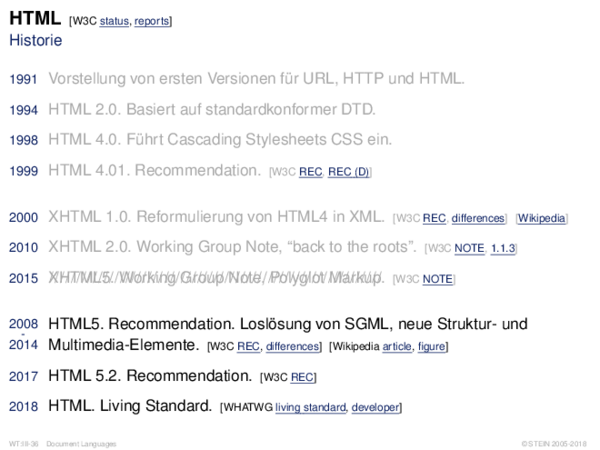 HTML [W3C status, reports]
Historie
1991 Vorstellung von ersten Versionen für URL, HTTP und HTML.
1994 HTML 2.0. Basiert auf standardkonformer DTD.
1998 HTML 4.0. Führt Cascading Stylesheets CSS ein.
1999 HTML 4.01. Recommendation. [W3C REC, REC (D)]
2000 XHTML 1.0. Reformulierung von HTML4 in XML. [W3C REC, differences] [Wikipedia]
2010 XHTML 2.0. Working Group Note, “back to the roots”. [W3C NOTE, 1.1.3]
2015 XHTML5. Working Group Note, Polyglot Markup. [W3C NOTE]
2008 HTML5. Recommendation. Loslösung von SGML, neue Struktur- und
-
2014 Multimedia-Elemente. [W3C REC, differences] [Wikipedia article, figure]
2017 HTML 5.2. Recommendation. [W3C REC]
2018 HTML. Living Standard. [WHATWG living standard, developer]
WT:III-36 Document Languages © STEIN 2005-2018